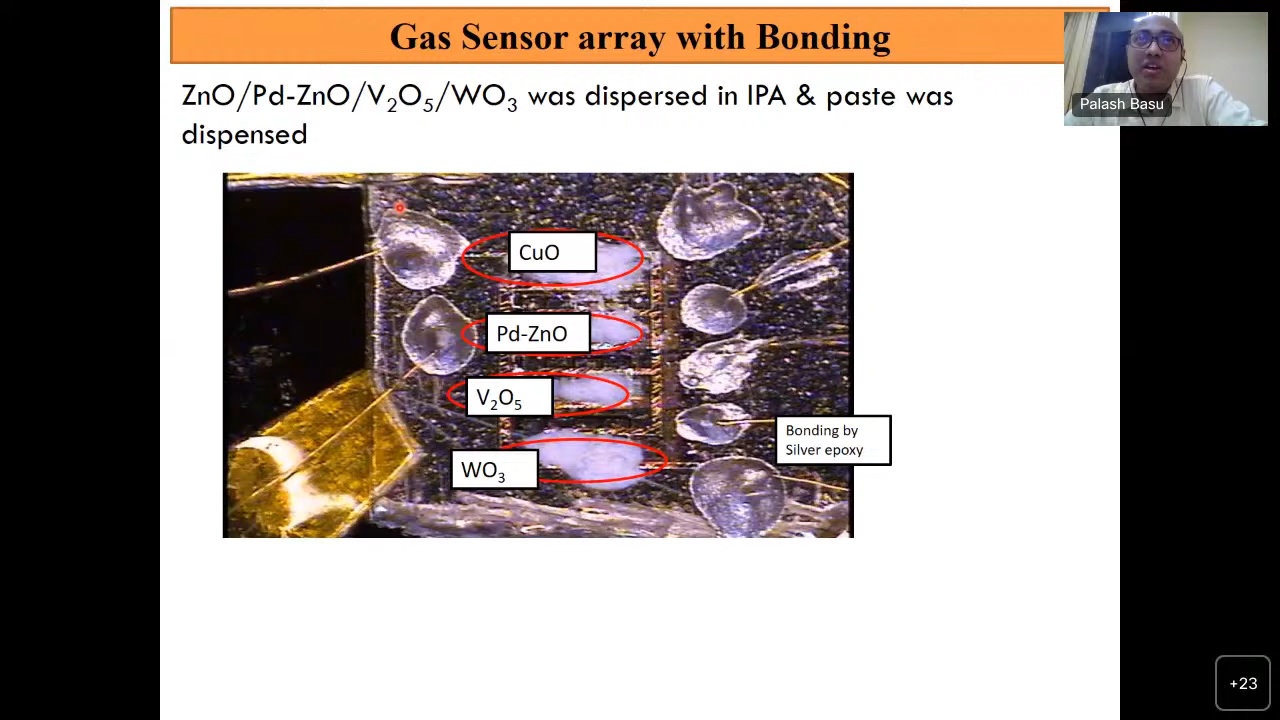 Gas Sensor array with Bonding
ZnO/Pd-ZnO/V₂O₅/WO₃ was dispersed in IPA & paste was
dispensed
Palash Basu
CuO
Pd-ZnO
V₂O₅
WO₃
Bonding by
Silver epoxy
+23